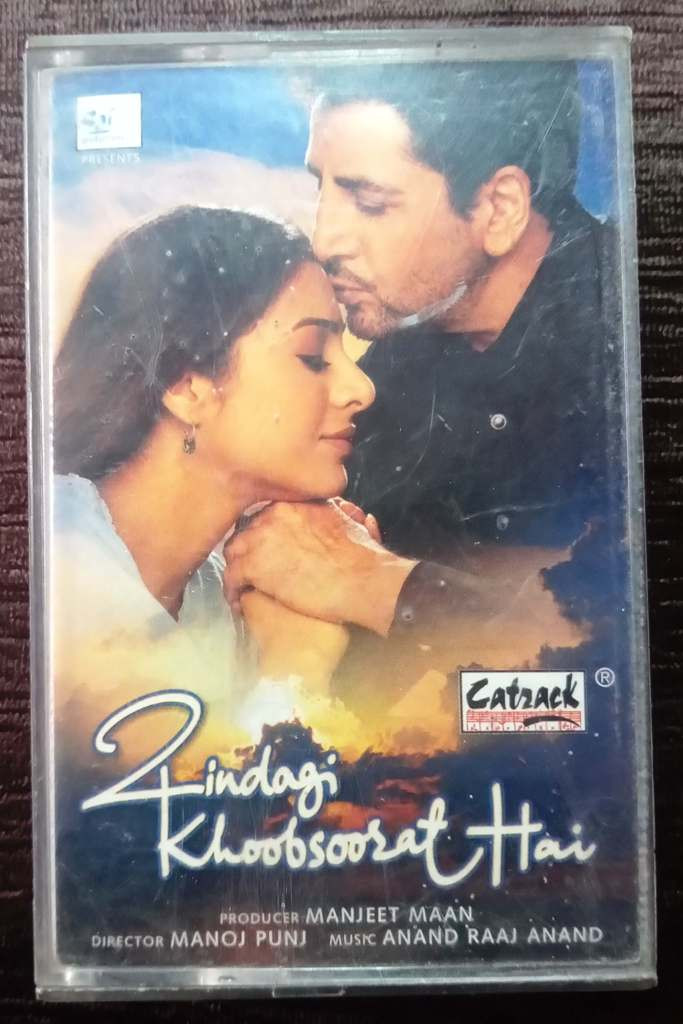 PRESENTS
Catrack
®
Zindagi
Khoobsoorat Hai
PRODUCER MANJEET MAAN
DIRECTOR MANOJ PUNJ MUSIC ANAND RAAJ ANAND